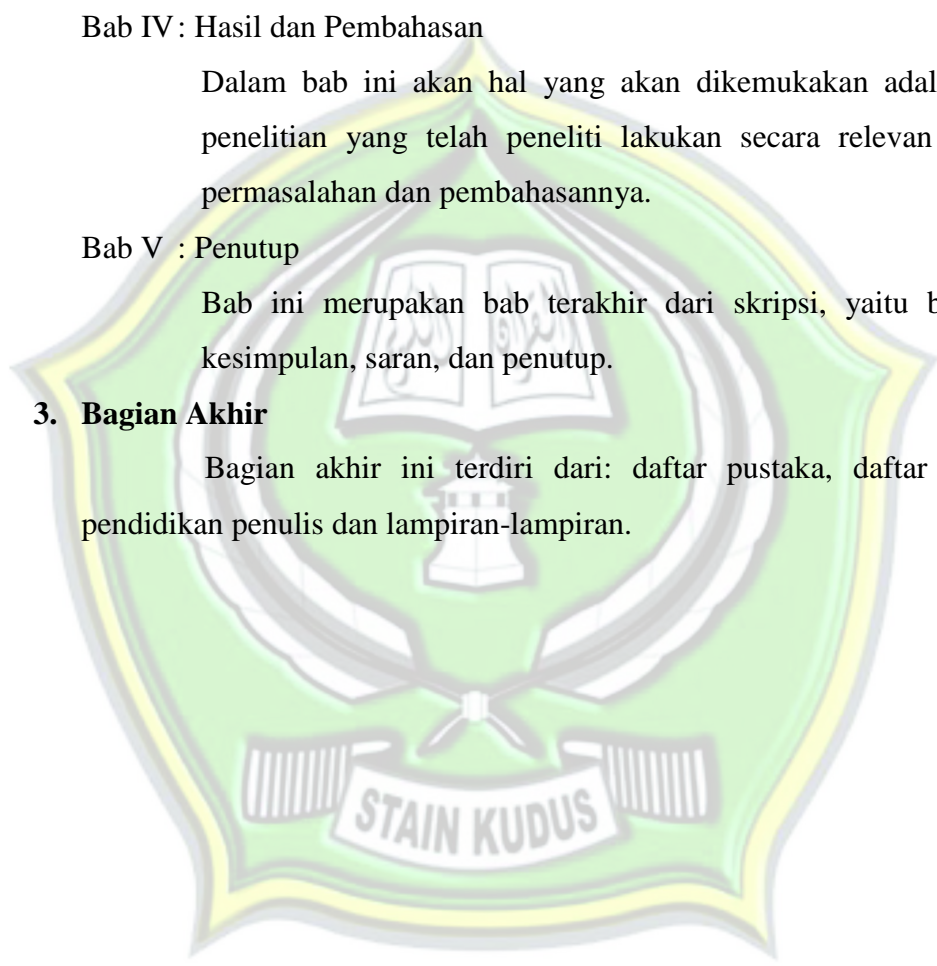 Bab IV : Hasil dan Pembahasan
Dalam bab ini akan hal yang akan dikemukakan
penelitian yang telah peneliti lakukan secara relevan
permasalahan dan pembahasannya.
Bab V : Penutup
Bab ini merupakan bab terakhir dari skripsi, yaitu
kesimpulan, saran, dan penutup.
3. Bagian Akhir
Bagian akhir ini terdiri dari: daftar pustaka, daftar
pendidikan penulis dan lampiran-lampiran.
STAIN KUDUS